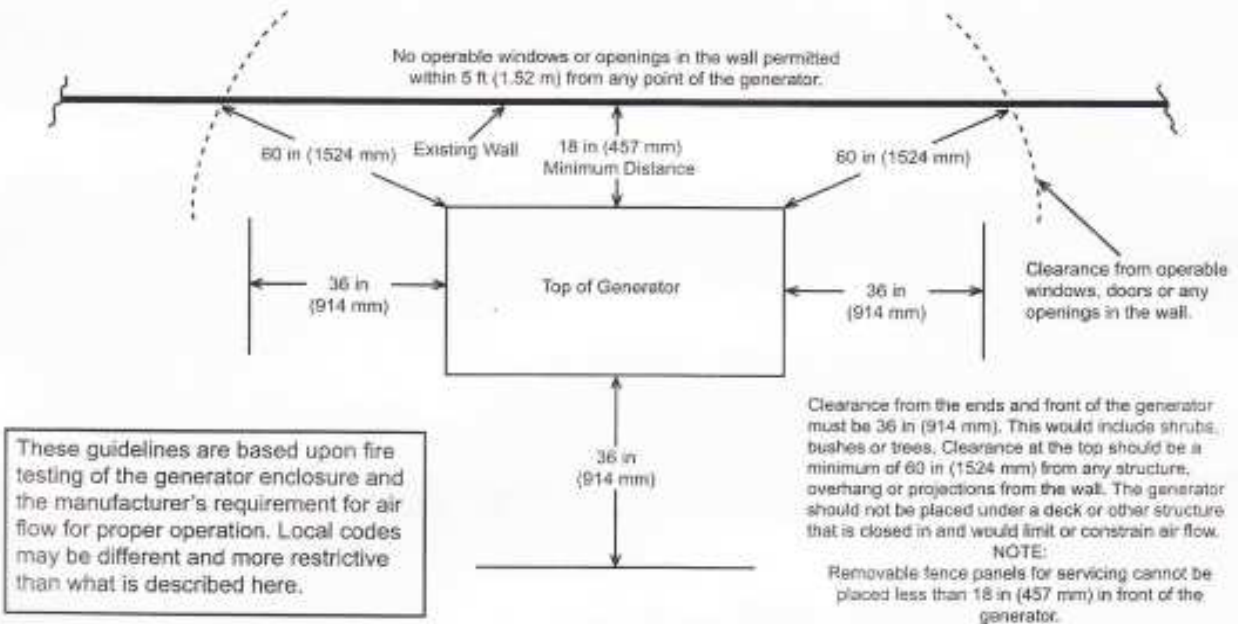 No operable windows or openings in the wall permitted
within 5 ft (1.52 m) from any point of the generator.
60 in (1524 mm)
Existing Wall
18 in (457 mm)
Minimum Distance
60 in (1524 mm)
36 in
(914 mm)
Top of Generator
36 in
(914 mm)
Clearance from operable
windows, doors or any
openings in the wall.
36 in
(914 mm)
These guidelines are based upon fire
testing of the generator enclosure and
the manufacturer's requirement for air
flow for proper operation. Local codes
may be different and more restrictive
than what is described here.
Clearance from the ends and front of the generator
must be 36 in (914 mm). This would include shrubs,
bushes or trees. Clearance at the top should be a
minimum of 60 in (1524 mm) from any structure,
overhang or projections from the wall. The generator
should not be placed under a deck or other structure
that is closed in and would limit or constrain air flow.
NOTE:
Removable fence panels for servicing cannot be
placed less than 18 in (457 mm) in front of the
generator.